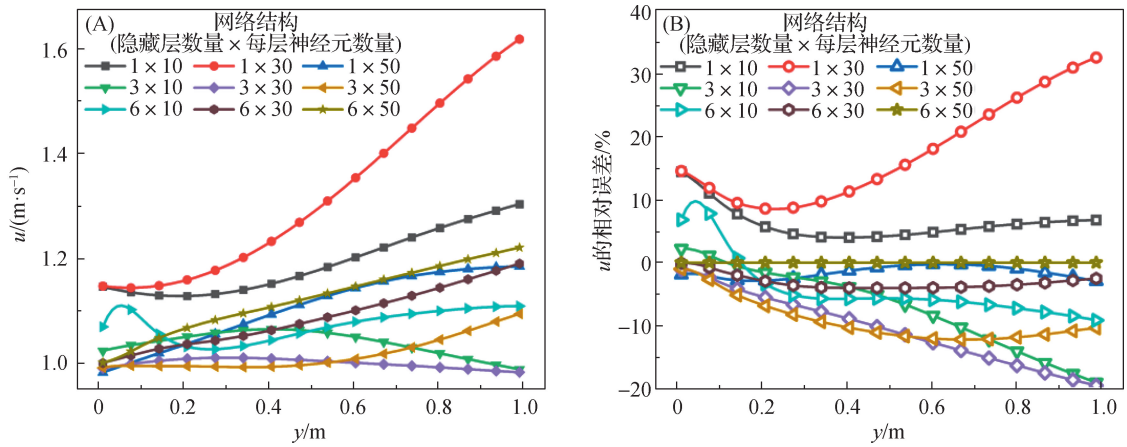 (A)
网络结构
(隐藏层数量×每层神经元数量)
1×10 1×30 1×50
3×10 3×30 3×50
6×10 6×30 6×50
1.6
1.4
1.2
1.0
u/(m·s⁻¹)
0 0.2 0.4 0.6 0.8 1.0
y/m
(B)
网络结构
(隐藏层数量×每层神经元数量)
1×10 1×30 1×50
3×10 3×30 3×50
6×10 6×30 6×50
40
30
20
10
0
−10
−20
u的相对误差/%
0 0.2 0.4 0.6 0.8 1.0
y/m